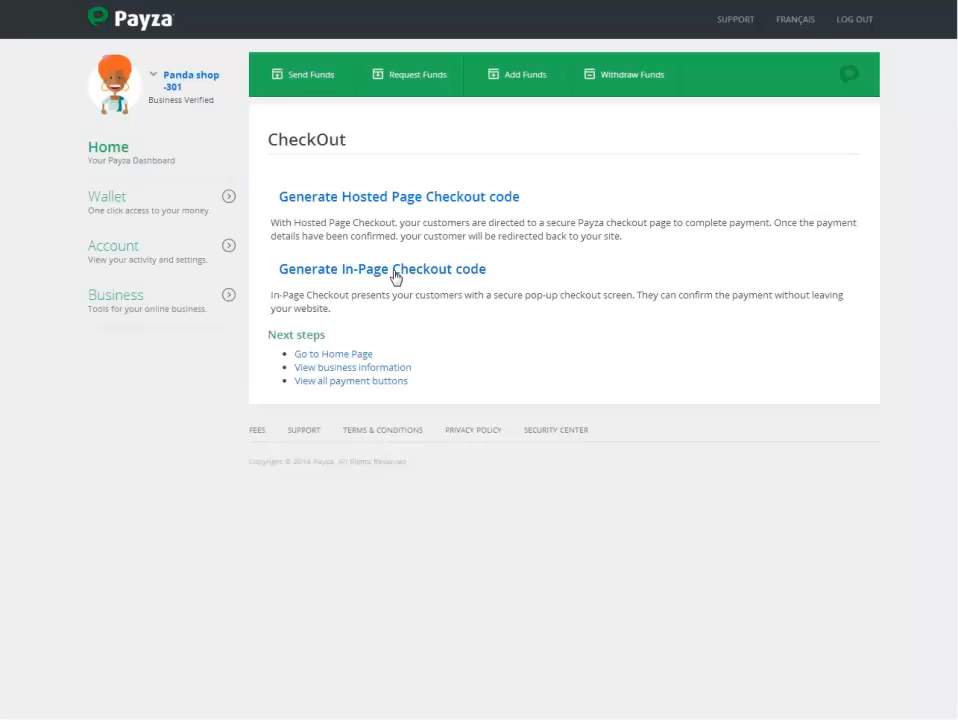 Payza
SUPPORT FRANÇAIS LOG OUT
Panda shop
-301
Business Verified
Send Funds Request Funds Add Funds Withdraw Funds
Home
Your Payza Dashboard
Wallet
One click access to your money.
Account
View your activity and settings.
Business
Tools for your online business.
CheckOut
Generate Hosted Page Checkout code
With Hosted Page Checkout, your customers are directed to a secure Payza checkout page to complete payment. Once the payment
details have been confirmed, your customer will be redirected back to your site.
Generate In-Page Checkout code
In-Page Checkout presents your customers with a secure pop-up checkout screen. They can confirm the payment without leaving
your website.
Next steps
Go to Home Page
View business information
View all payment buttons
FEES SUPPORT TERMS & CONDITIONS PRIVACY POLICY SECURITY CENTER
Copyright © 2014 Payza. All Rights Reserved